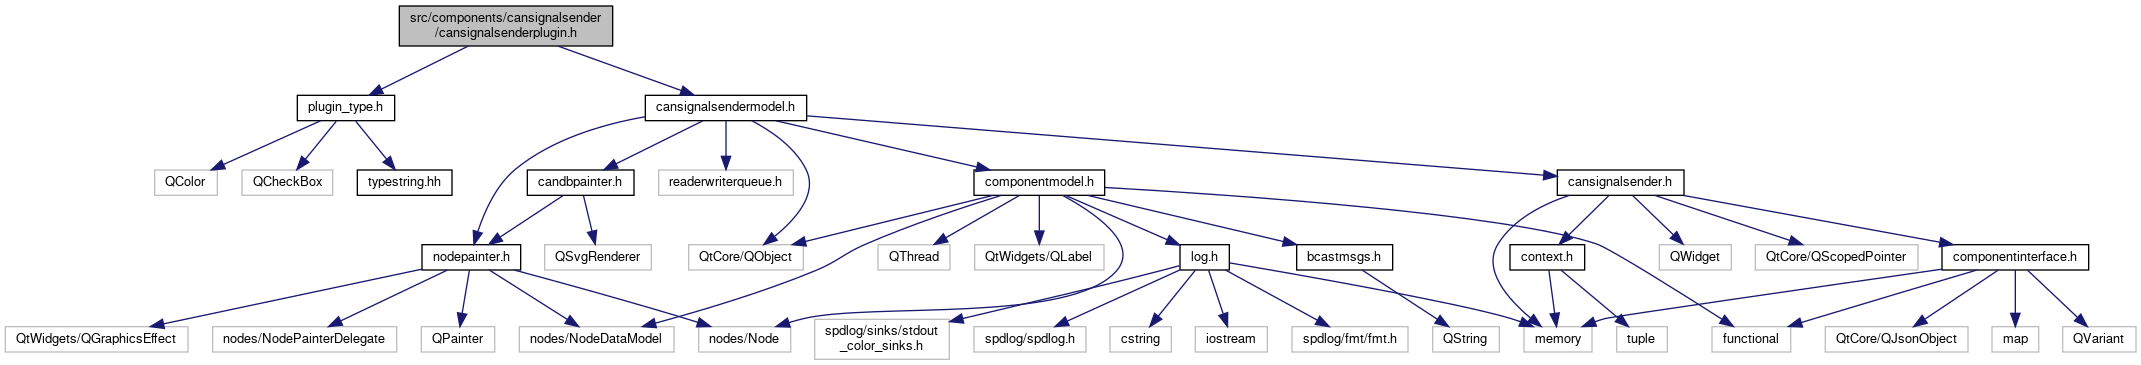 src/components/cansignalsender
/cansignalsenderplugin.h
plugin_type.h
cansignalsendermodel.h
QColor
QCheckBox
typestring.hh
candbpainter.h
readerwriterqueue.h
componentmodel.h
cansignalsender.h
nodepainter.h
QSvgRenderer
QtCore/QObject
QThread
QtWidgets/QLabel
log.h
bcastmsgs.h
context.h
QWidget
QtCore/QScopedPointer
componentinterface.h
QtWidgets/QGraphicsEffect
nodes/NodePainterDelegate
QPainter
nodes/NodeDataModel
nodes/Node
spdlog/sinks/stdout
_color_sinks.h
spdlog/spdlog.h
cstring
iostream
spdlog/fmt/fmt.h
QString
memory
tuple
functional
QtCore/QJsonObject
map
QVariant